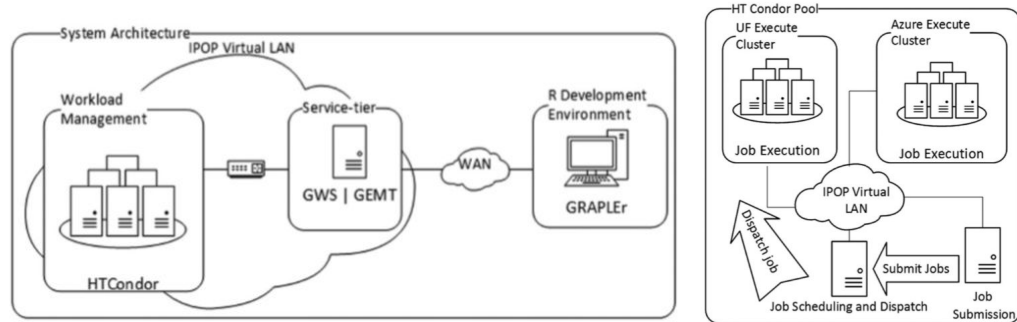 System Architecture
IPOP Virtual LAN
Workload
Management
HTCondor
Service-tier
GWS | GEMT
WAN
R Development
Environment
GRAPLEr
HT Condor Pool
UF Execute
Cluster
Job Execution
Azure Execute
Cluster
Job Execution
IPOP Virtual
LAN
Dispatch job
Submit Jobs
Job Scheduling and Dispatch
Job
Submission